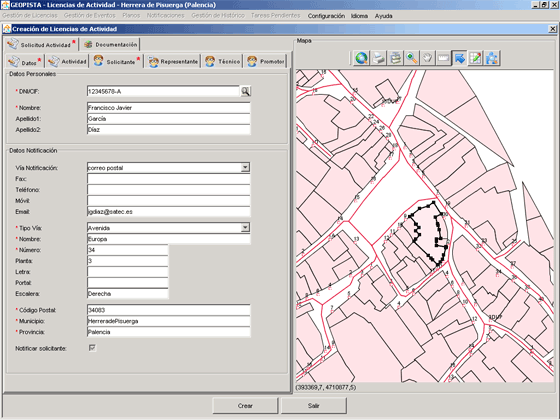 GEOPISTA - Licencias de Actividad - Herrera de Pisuerga (Palencia)
Gestión de Licencias Gestión de Eventos Planos Notificaciones Gestión de Histórico Tareas Pendientes Configuración Idioma Ayuda
Creación de Licencias de Actividad
Solicitud Actividad * Documentación
Datos * Actividad Solicitante * Representante Técnico Promotor
Datos Personales
* DNI/CIF: 12345678-A
* Nombre: Francisco Javier
Apellido1: García
Apellido2: Díaz
Datos Notificación
Vía Notificación: correo postal
Fax:
Teléfono:
Móvil:
Email: jgdiaz@satec.es
* Tipo Vía: Avenida
* Nombre: Europa
* Número: 34
Planta: 3
Letra:
Portal:
Escalera: Derecha
* Código Postal: 34083
* Municipio: HerreradePisuerga
* Provincia: Palencia
Notificar solicitante:
Mapa
(393369,7, 4710877,5)
Crear Salir